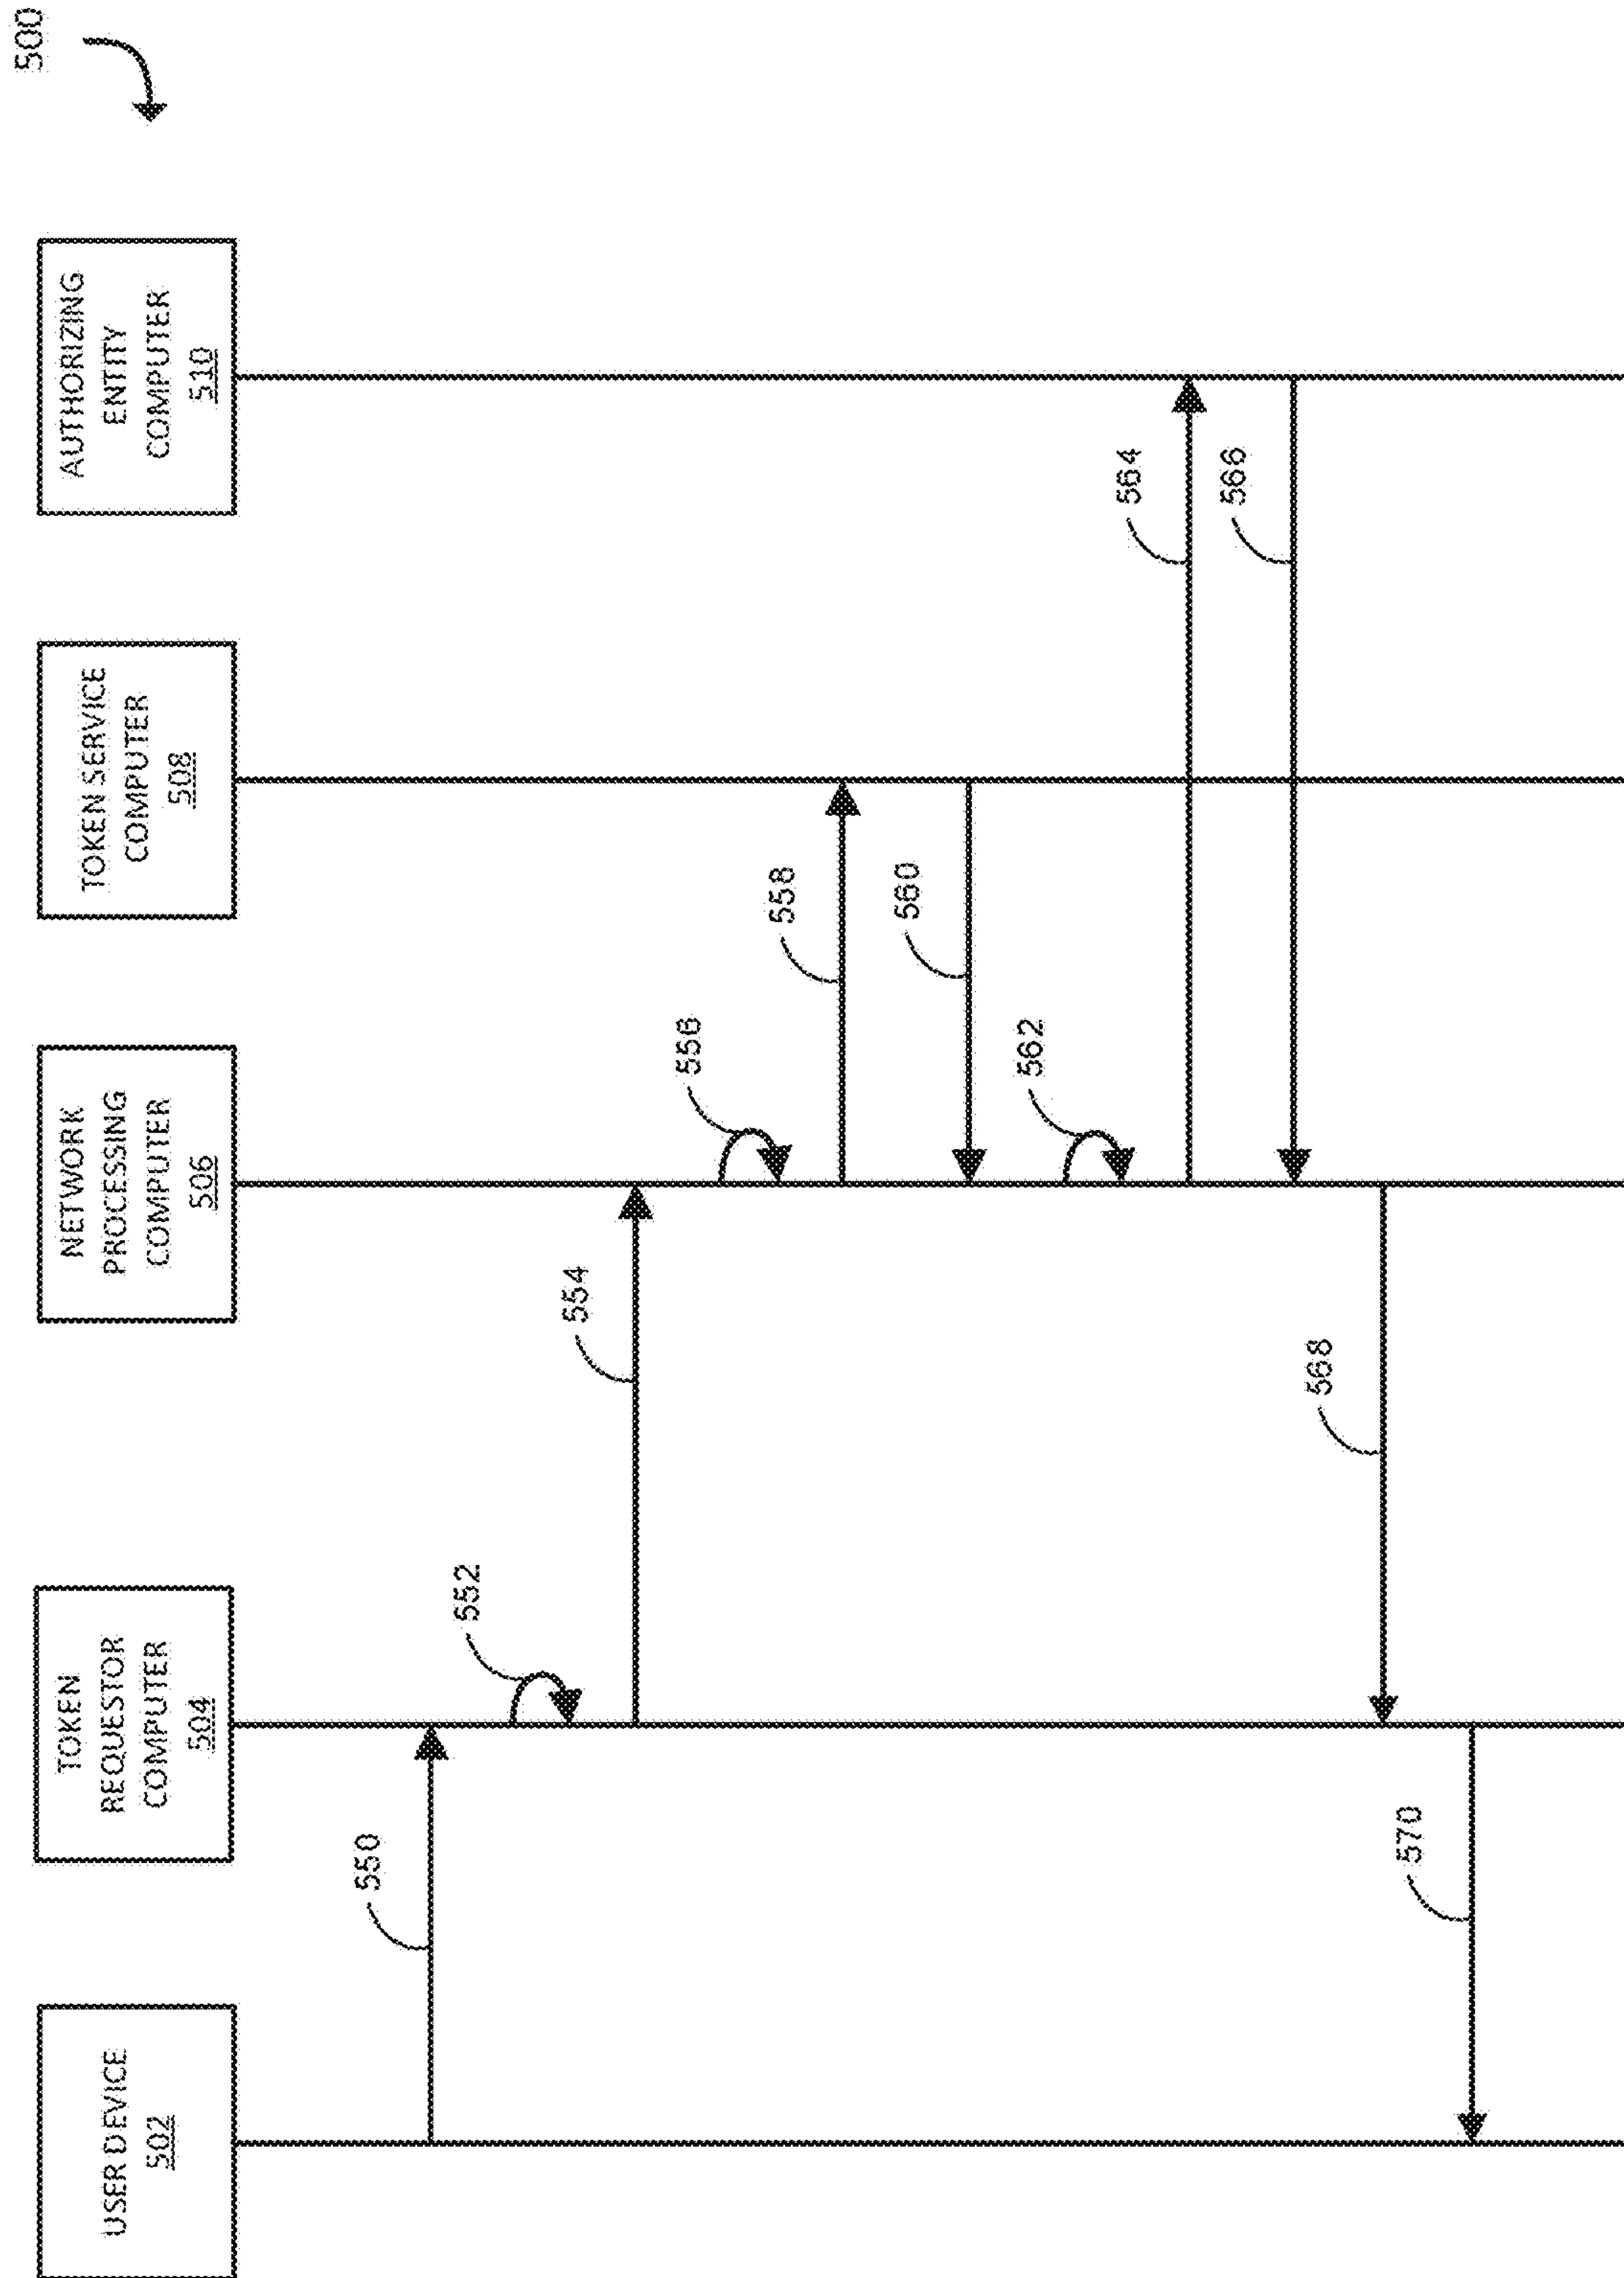 500
USER DEVICE
502
TOKEN
REQUESTOR
COMPUTER
504
NETWORK
PROCESSING
COMPUTER
506
TOKEN SERVICE
COMPUTER
508
AUTHORIZING
ENTITY
COMPUTER
510
550
552
554
556
558
560
562
564
566
568
570